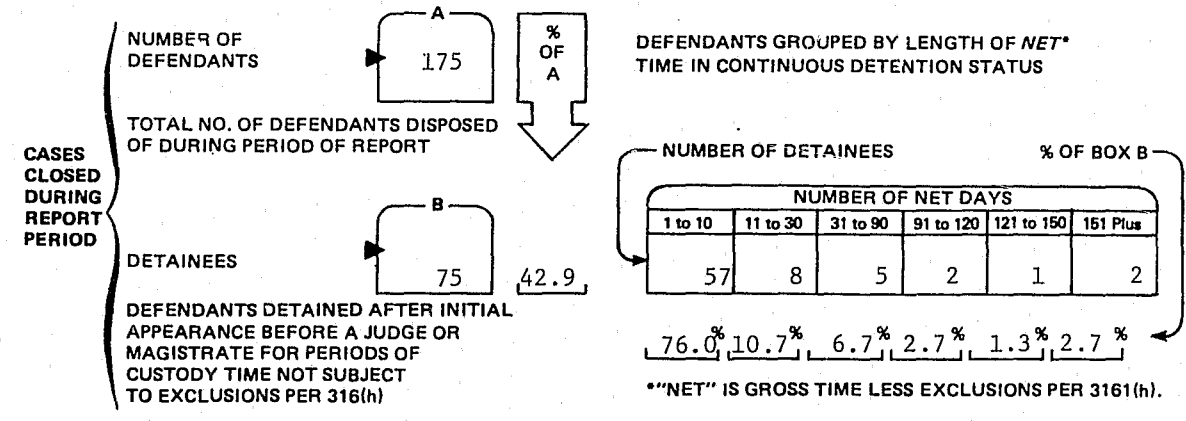 A
NUMBER OF
DEFENDANTS
175
%
OF
A
TOTAL NO. OF DEFENDANTS DISPOSED
OF DURING PERIOD OF REPORT
CASES
CLOSED
DURING
REPORT
PERIOD
B
DETAINEES
75
42.9
DEFENDANTS DETAINED AFTER INITIAL
APPEARANCE BEFORE A JUDGE OR
MAGISTRATE FOR PERIODS OF
CUSTODY TIME NOT SUBJECT
TO EXCLUSIONS PER 316(h)
DEFENDANTS GROUPED BY LENGTH OF NET*
TIME IN CONTINUOUS DETENTION STATUS
NUMBER OF DETAINEES % OF BOX B
NUMBER OF NET DAYS
1 to 10 11 to 30 31 to 90 91 to 120 121 to 150 151 Plus
57 8 5 2 1 2
76.0% 10.7% 6.7% 2.7% 1.3% 2.7 %
*"NET" IS GROSS TIME LESS EXCLUSIONS PER 3161(h).